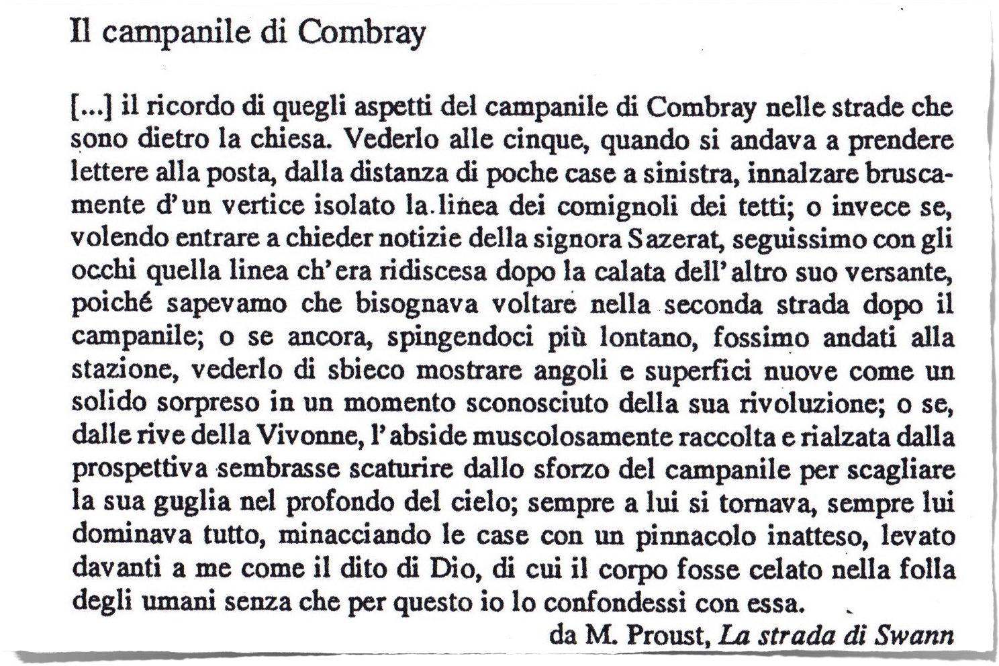 Il campanile di Combray
[...] il ricordo di quegli aspetti del campanile di Combray nelle strade che
sono dietro la chiesa. Vederlo alle cinque, quando si andava a prendere
lettere alla posta, dalla distanza di poche case a sinistra, innalzare brusca-
mente d'un vertice isolato la linea dei comignoli dei tetti; o invece se,
volendo entrare a chieder notizie della signora Sazerat, seguissimo con gli
occhi quella linea ch'era ridiscesa dopo la calata dell'altro suo versante,
poiché sapevamo che bisognava voltare nella seconda strada dopo il
campanile; o se ancora, spingendoci più lontano, fossimo andati alla
stazione, vederlo di sbieco mostrare angoli e superfici nuove come un
solido sorpreso in un momento sconosciuto della sua rivoluzione; o se,
dalle rive della Vivonne, l'abside muscolosamente raccolta e rialzata dalla
prospettiva sembrasse scaturire dallo sforzo del campanile per scagliare
la sua guglia nel profondo del cielo; sempre a lui si tornava, sempre lui
dominava tutto, minacciando le case con un pinnacolo inatteso, levato
davanti a me come il dito di Dio, di cui il corpo fosse celato nella folla
degli umani senza che per questo io lo confondessi con essa.
da M. Proust, La strada di Swann